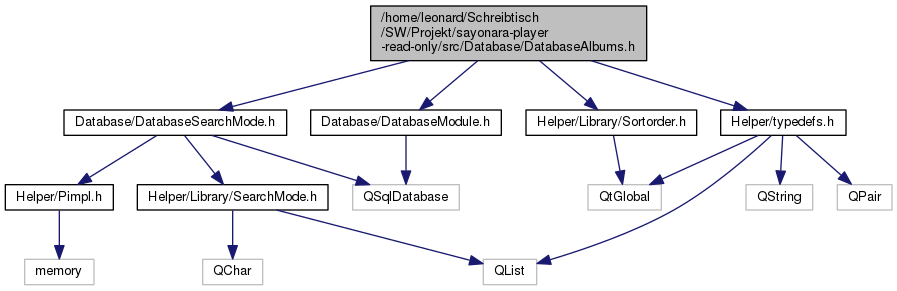 /home/leonard/Schreibtisch
/SW/Projekt/sayonara-player
-read-only/src/Database/DatabaseAlbums.h
Database/DatabaseSearchMode.h
Database/DatabaseModule.h
Helper/Library/Sortorder.h
Helper/typedefs.h
Helper/Pimpl.h
Helper/Library/SearchMode.h
QSqlDatabase
QtGlobal
QString
QPair
memory
QChar
QList